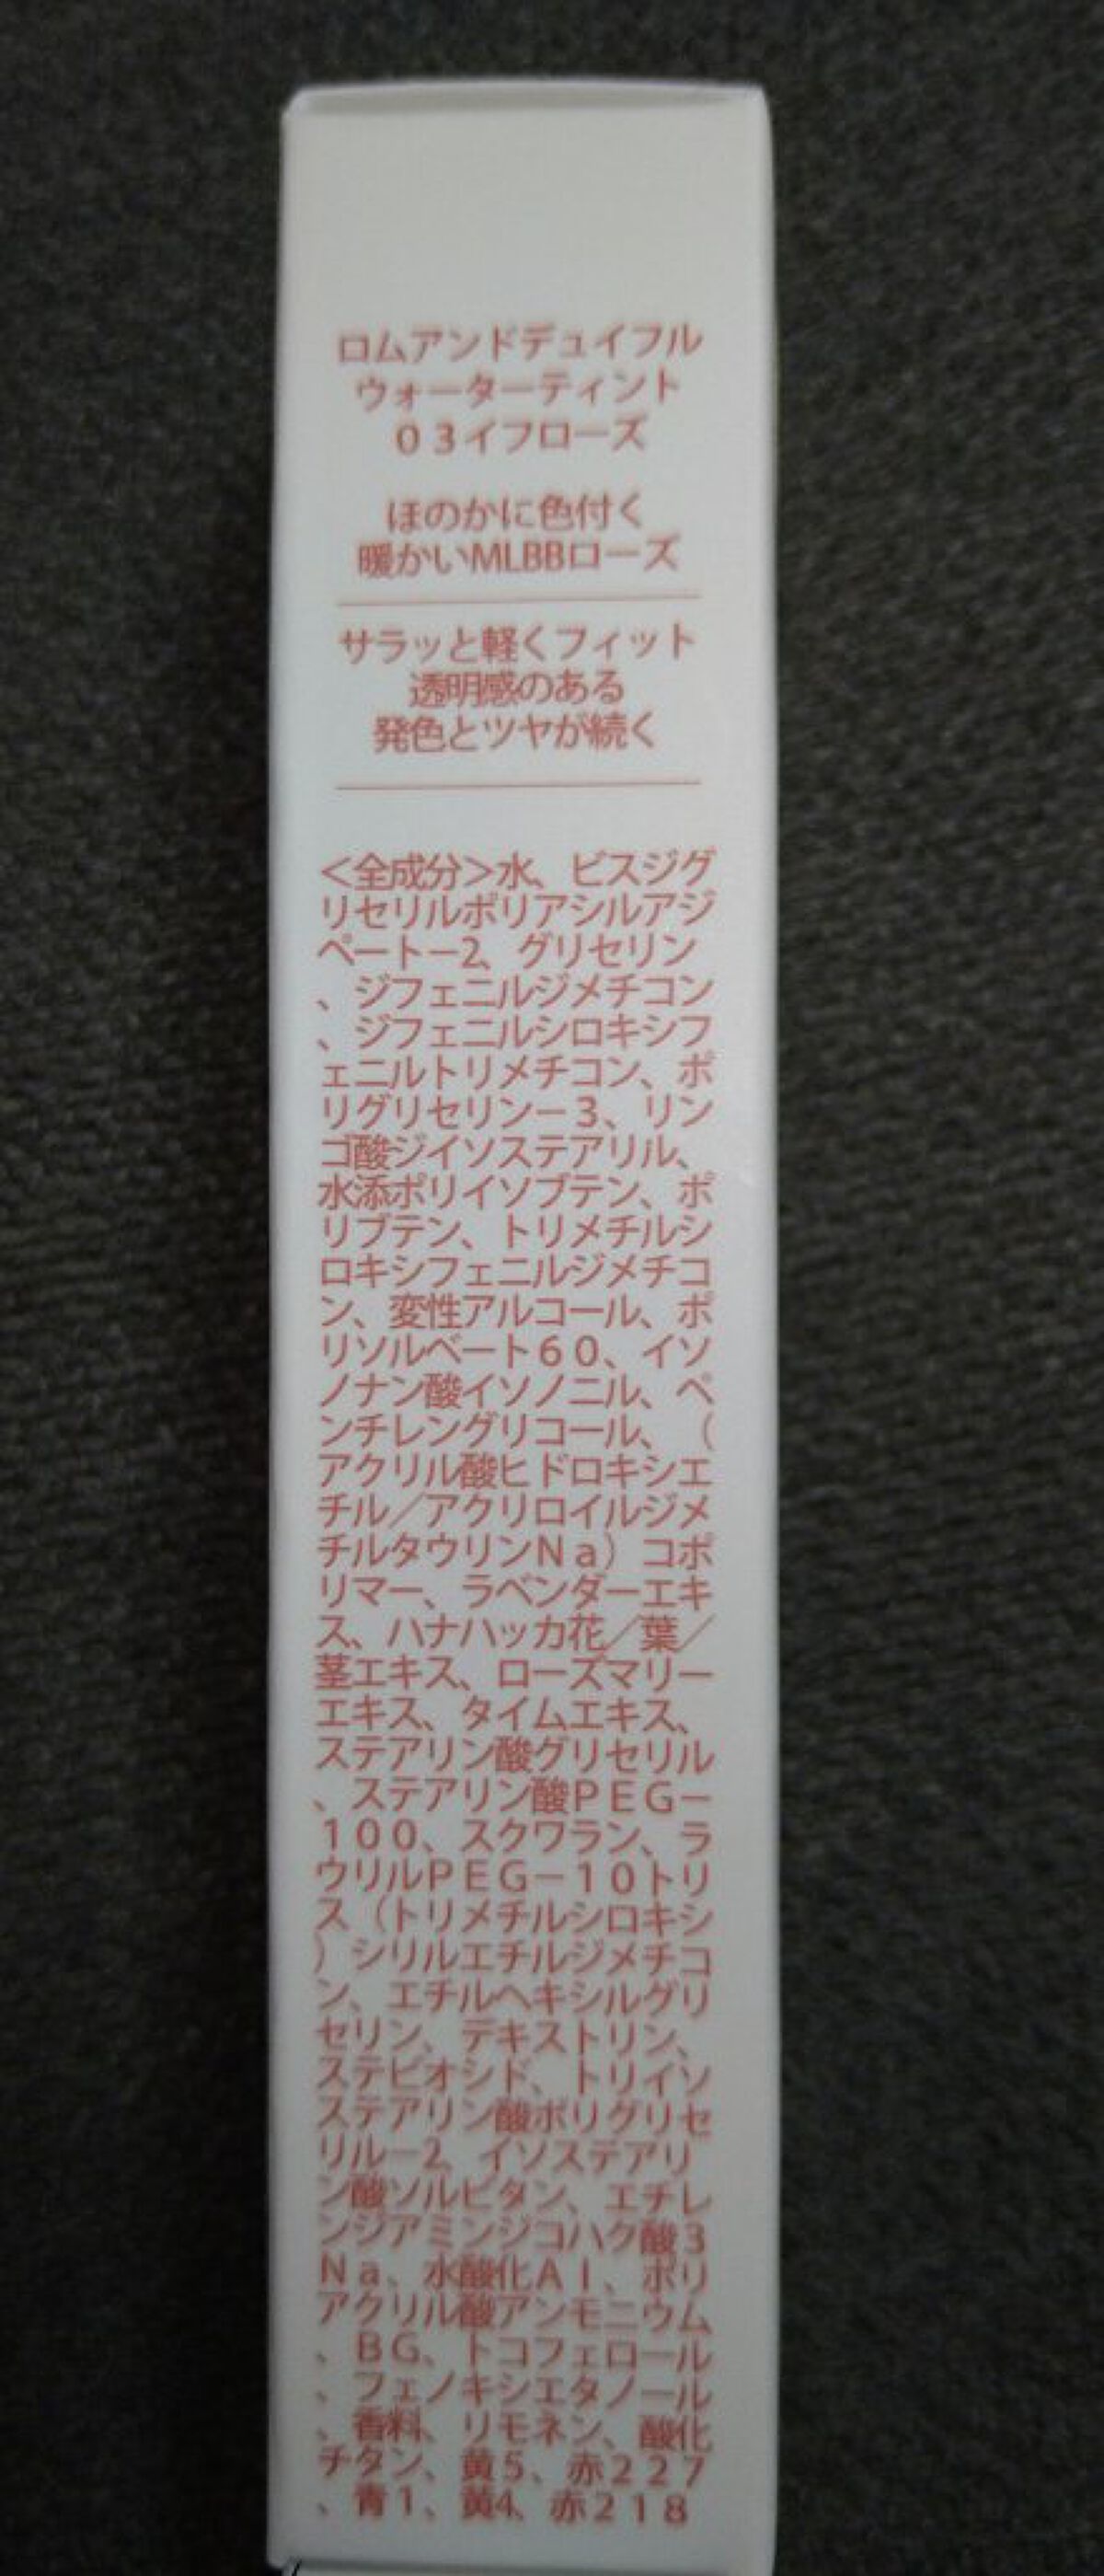 ロムアンドデュイフル
ウォーターティント
０３イフローズ
ほのかに色付く
暖かいMLBBローズ
サラッと軽くフィット
透明感のある
発色とツヤが続く
＜全成分＞水、ビスジグ
リセリルポリアシルアジ
ペートー2、グリセリン
、ジフェニルジメチコン
、ジフェニルシロキシフ
ェニルトリメチコン、ポ
リグリセリンー３、リン
ゴ酸ジイソステアリル、
水添ポリイソブテン、ポ
リブテン、トリメチルシ
ロキシフェニルジメチコ
ン、変性アルコール、ポ
リソルベート６０、イソ
ノナン酸イソノニル、ペ
ンチレングリコール、（
アクリル酸ヒドロキシエ
チル／アクリロイルジメ
チルタウリンＮａ）コポ
リマー、ラベンダーエキ
ス、ハナハッカ花／葉／
茎エキス、ローズマリー
エキス、タイムエキス、
ステアリン酸グリセリル
、ステアリン酸ＰＥＧー
１００、スクワラン、ラ
ウリルＰＥＧー１０トリ
ス（トリメチルシロキシ
）シリルエチルジメチコ
ン、エチルヘキシルグリ
セリン、デキストリン、
ステビオシド、トリイソ
ステアリン酸ポリグリセ
リルー2、イソステアリ
ン酸ソルビタン、エチレ
ンジアミンジコハク酸３
Ｎａ、水酸化Ａｌ、ポリ
アクリル酸アンモニウム
、ＢＧ、トコフェロール
、フェノキシエタノール
、香料、リモネン、酸化
チタン、黄５、赤２２７
、青１、黄4、赤２１８